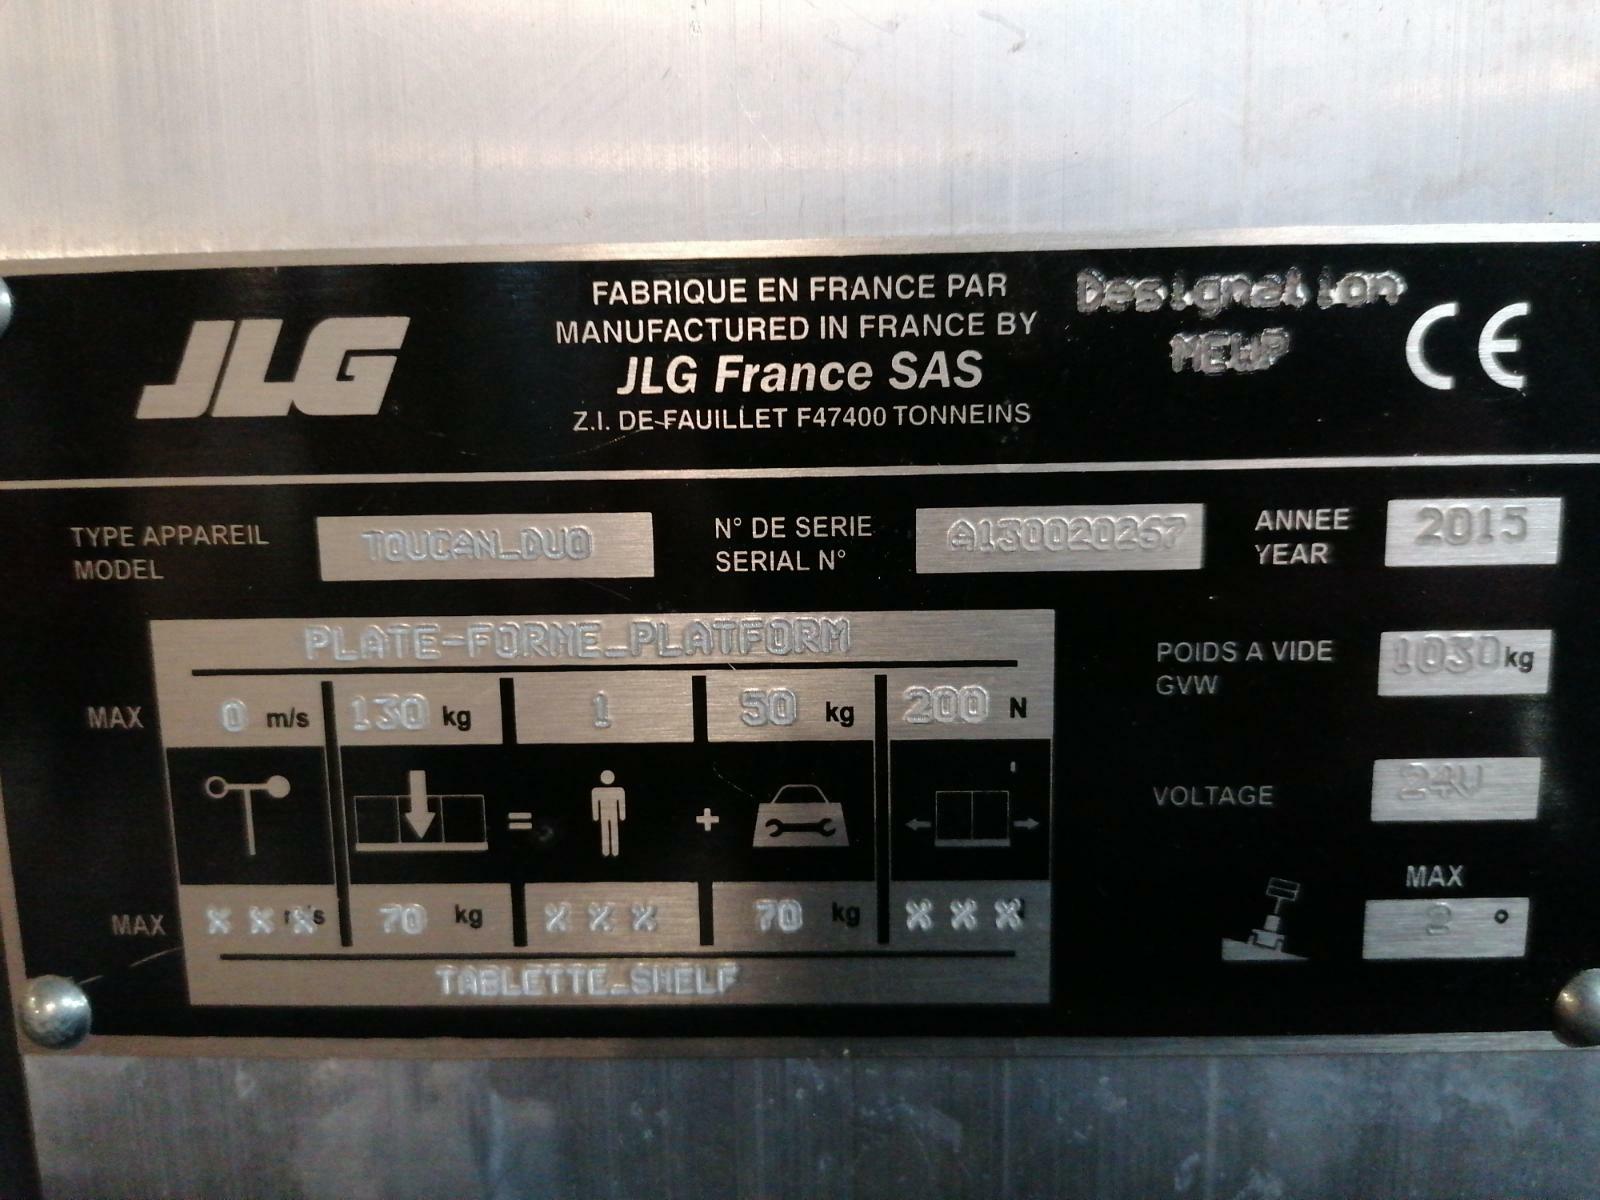 JLG
FABRIQUE EN FRANCE PAR
MANUFACTURED IN FRANCE BY
JLG France SAS
Z.I. DE FAUILLET F47400 TONNEINS
Designation
MEWP
CE
TYPE APPAREIL
MODEL
TOUCAN_DUO
N° DE SERIE
SERIAL N°
A130020267
ANNEE
YEAR
2015
PLATE-FORME_PLATFORM
MAX 0 m/s 130 kg 1 50 kg 200 N
= +
MAX X X X m/s 70 kg X X X 70 kg X X X
TABLETTE_SHELF
POIDS A VIDE
GVW
1030 kg
VOLTAGE
24V
MAX
2 °